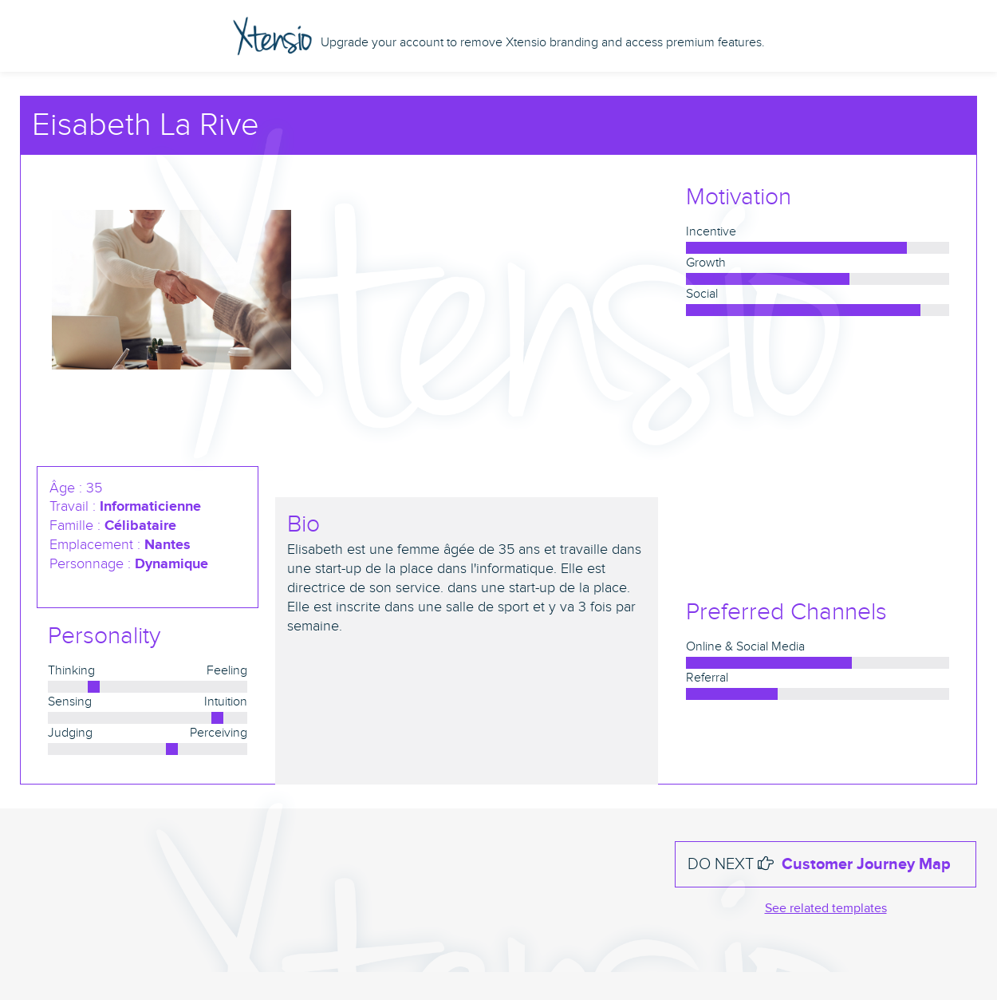 Xtensio Upgrade your account to remove Xtensio branding and access premium features.
Eisabeth La Rive
Motivation
Incentive
Growth
Social
Âge : 35
Travail : Informaticienne
Famille : Célibataire
Emplacement : Nantes
Personnage : Dynamique
Personality
Thinking Feeling
Sensing Intuition
Judging Perceiving
Bio
Elisabeth est une femme âgée de 35 ans et travaille dans
une start-up de la place dans l'informatique. Elle est
directrice de son service. dans une start-up de la place.
Elle est inscrite dans une salle de sport et y va 3 fois par
semaine.
Preferred Channels
Online & Social Media
Referral
DO NEXT Customer Journey Map
See related templates
Xtensio
Xtensio